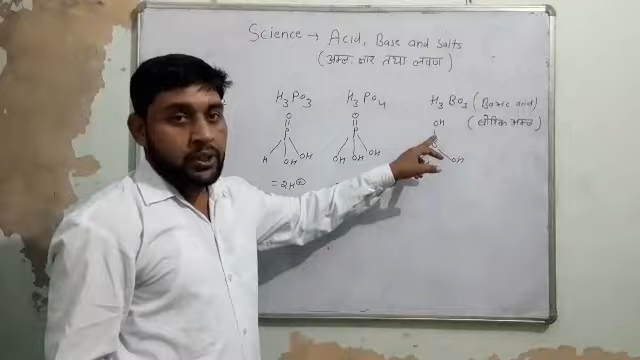 Science → Acid, Base and Salts
(अम्ल, क्षार तथा लवण)
H3PO3 H3PO4 H3BO3 (Boric acid)
(बोरिक अम्ल)
O O OH
P P B
H OH OH OH OH OH OH
= 2H⊕